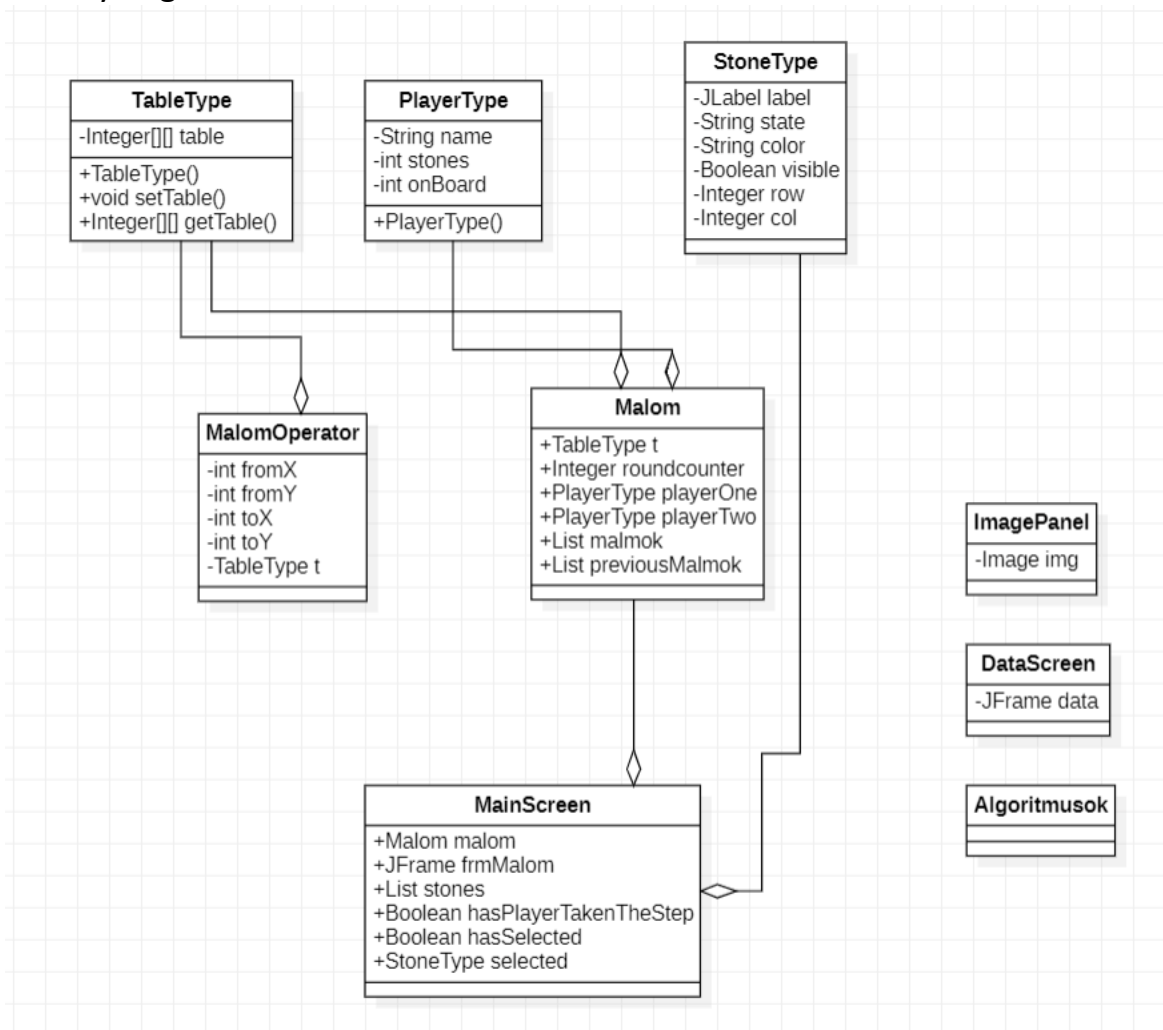 TableType
-Integer[][] table
+TableType()
+void setTable()
+Integer[][] getTable()
PlayerType
-String name
-int stones
-int onBoard
+PlayerType()
StoneType
-JLabel label
-String state
-String color
-Boolean visible
-Integer row
-Integer col
MalomOperator
-int fromX
-int fromY
-int toX
-int toY
-TableType t
Malom
+TableType t
+Integer roundcounter
+PlayerType playerOne
+PlayerType playerTwo
+List malmok
+List previousMalmok
ImagePanel
-Image img
DataScreen
-JFrame data
Algoritmusok
MainScreen
+Malom malom
+JFrame frmMalom
+List stones
+Boolean hasPlayerTakenTheStep
+Boolean hasSelected
+StoneType selected